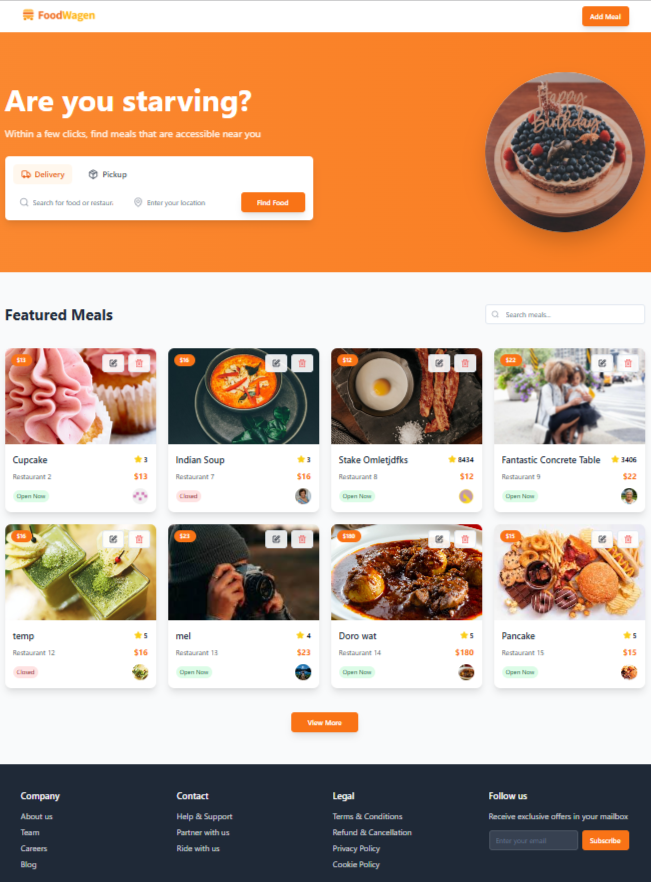 FoodWagen
Add Meal
Are you starving?
Within a few clicks, find meals that are accessible near you
Happy
Birthday
Delivery
Pickup
Search for food or restaur.
Enter your location
Find Food
Featured Meals
Search meals...
$13
$16
$12
$22
Cupcake
3
Indian Soup
3
Stake Omletjdfks
8434
Fantastic Concrete Table
3406
Restaurant 2
$13
Restaurant 7
$16
Restaurant 8
$12
Restaurant 9
$22
Open Now
Closed
Open Now
Open Now
$16
$23
$180
$15
temp
5
mel
4
Doro wat
5
Pancake
5
Restaurant 12
$16
Restaurant 13
$23
Restaurant 14
$180
Restaurant 15
$15
Closed
Open Now
Open Now
Open Now
View More
Company
Contact
Legal
Follow us
About us
Help & Support
Terms & Conditions
Receive exclusive offers in your mailbox
Team
Partner with us
Refund & Cancellation
Careers
Ride with us
Privacy Policy
Enter your email
Subscribe
Blog
Cookie Policy